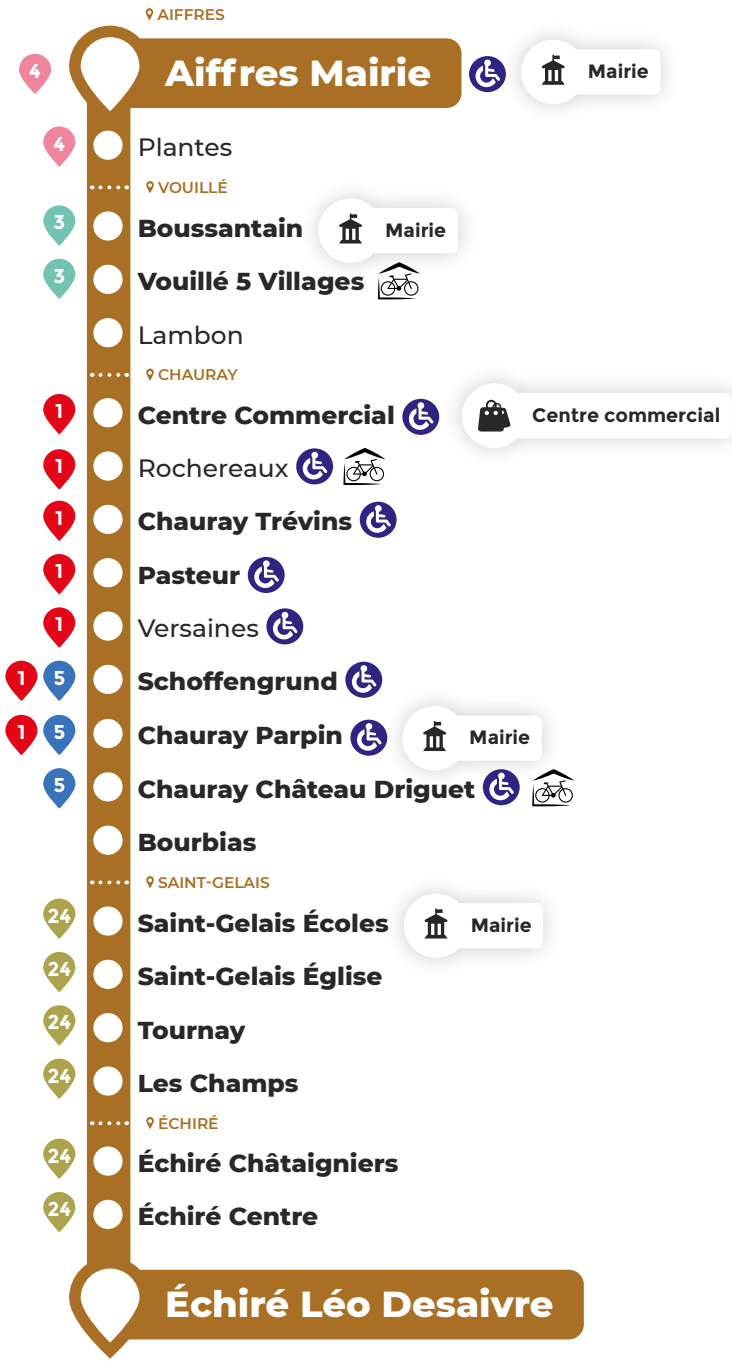 AIFFRES
4 Aiffres Mairie Mairie
4 Plantes
VOUILLÉ
3 Boussantain Mairie
3 Vouillé 5 Villages
Lambon
CHAURAY
1 Centre Commercial Centre commercial
1 Rochereaux
1 Chauray Trévins
1 Pasteur
1 Versaines
1 5 Schoffengrund
1 5 Chauray Parpin Mairie
5 Chauray Château Driguet
Bourbias
SAINT-GELAIS
24 Saint-Gelais Écoles Mairie
24 Saint-Gelais Église
24 Tournay
24 Les Champs
ÉCHIRÉ
24 Échiré Châtaigniers
24 Échiré Centre
Échiré Léo Desaivre